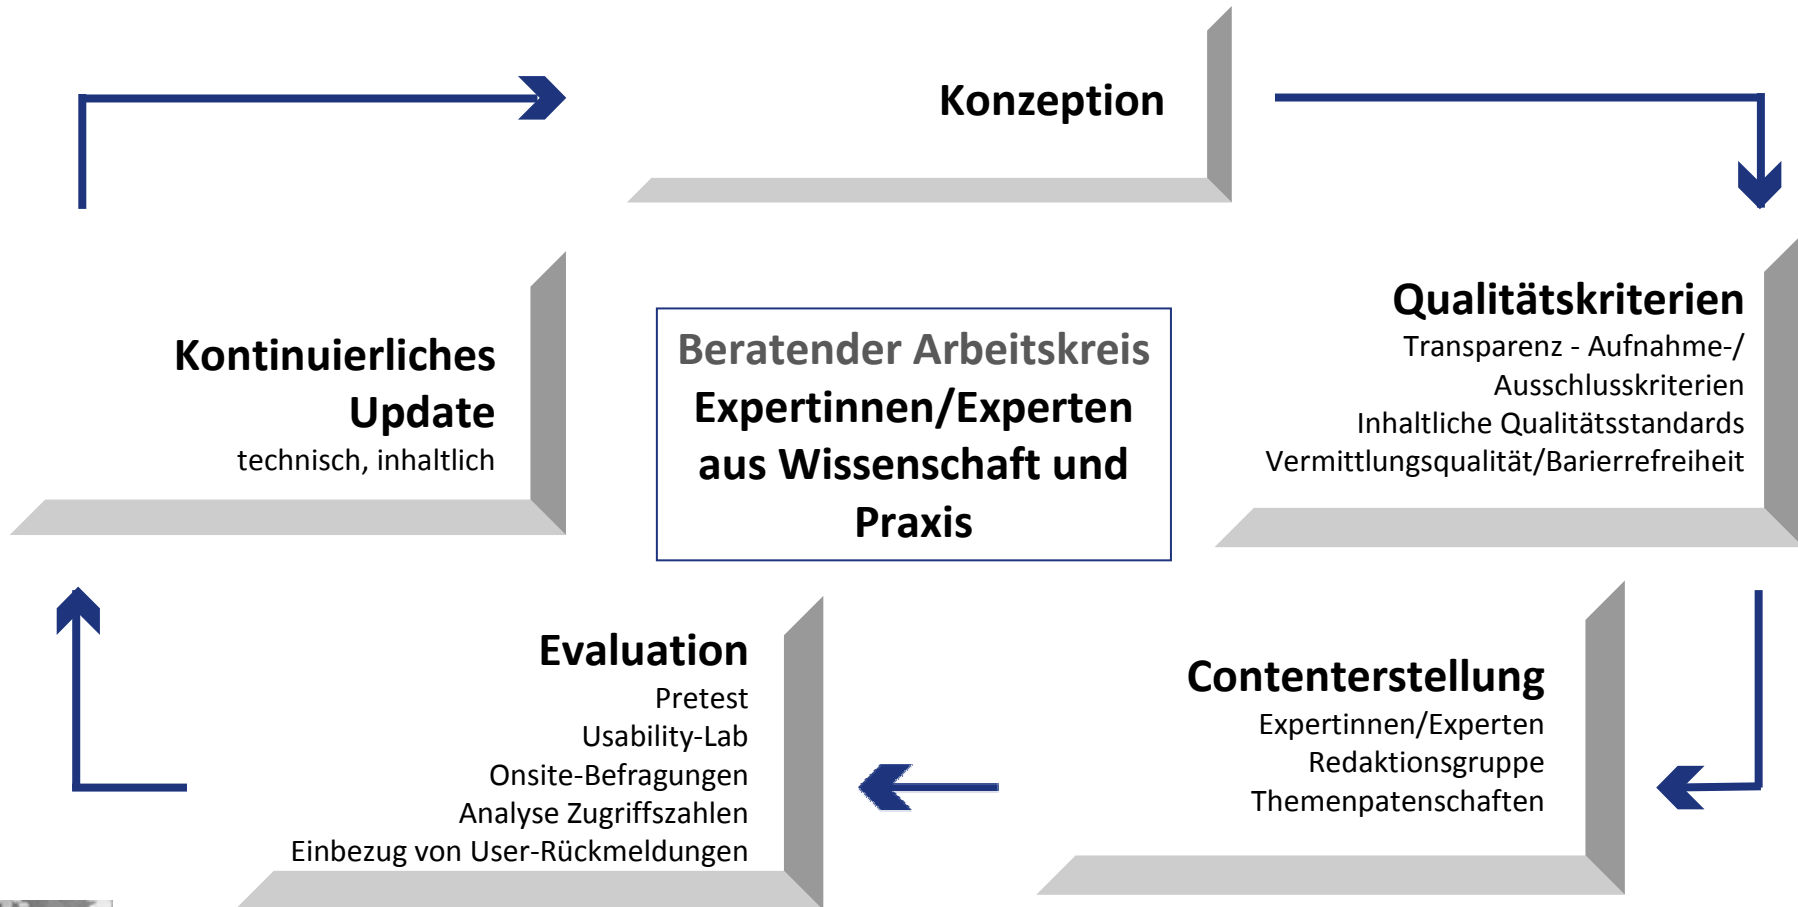 Konzeption
Qualitätskriterien
Transparenz - Aufnahme-/
Ausschlusskriterien
Inhaltliche Qualitätsstandards
Vermittlungsqualität/Barierrefreiheit
Kontinuierliches
Update
technisch, inhaltlich
Beratender Arbeitskreis
Expertinnen/Experten
aus Wissenschaft und
Praxis
Contenterstellung
Expertinnen/Experten
Redaktionsgruppe
Themenpatenschaften
Evaluation
Pretest
Usability-Lab
Onsite-Befragungen
Analyse Zugriffszahlen
Einbezug von User-Rückmeldungen